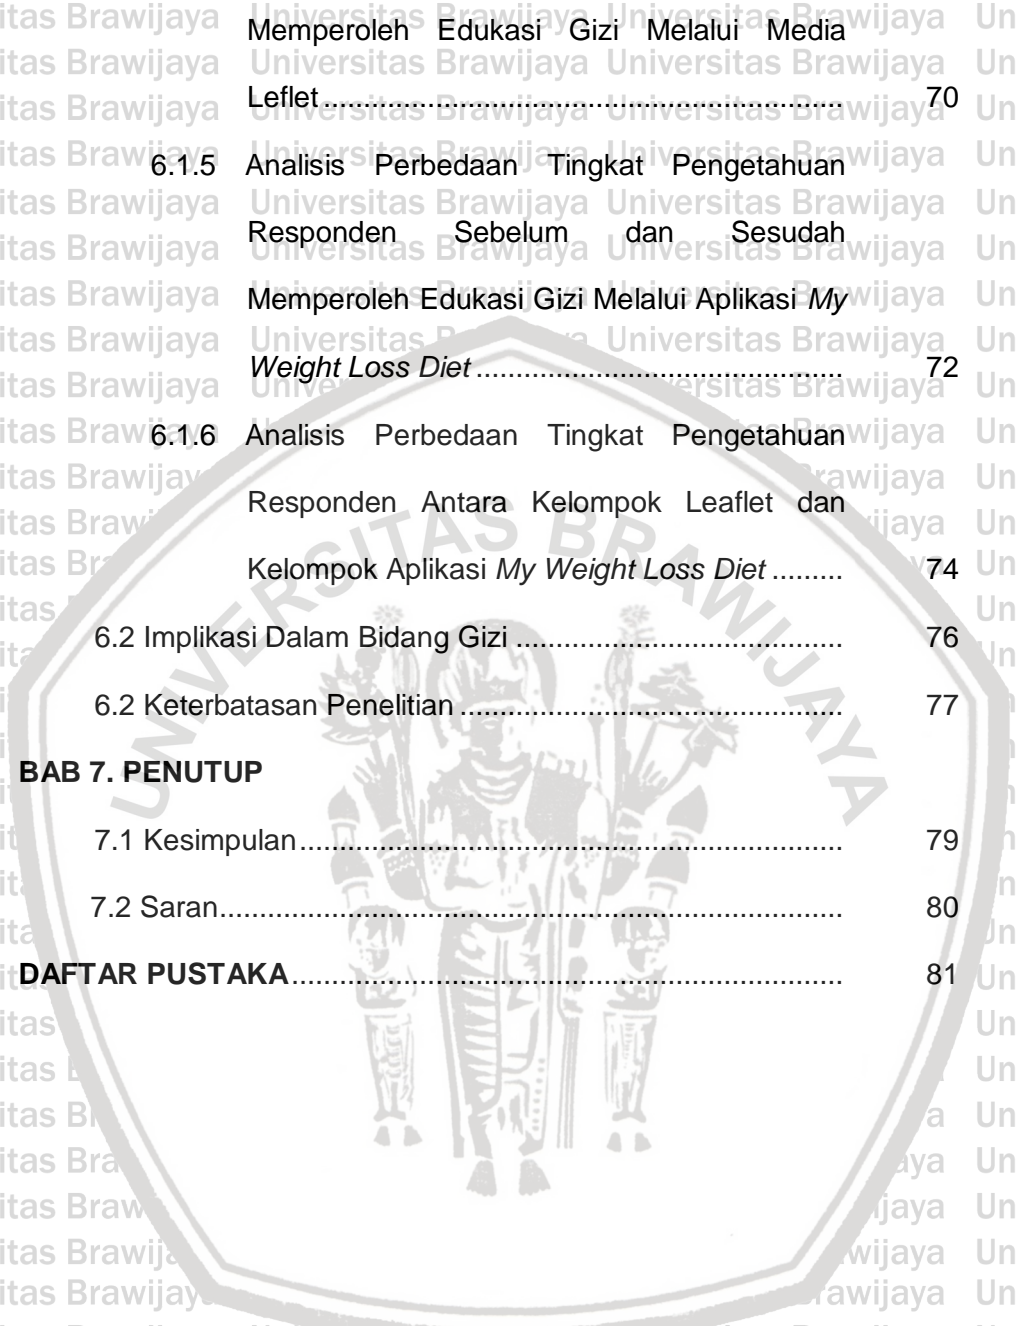 Memperoleh Edukasi Gizi Melalui Media
Leflet ................................................................. 70
6.1.5 Analisis Perbedaan Tingkat Pengetahuan
Responden Sebelum dan Sesudah
Memperoleh Edukasi Gizi Melalui Aplikasi My
Weight Loss Diet .............................................. 72
6.1.6 Analisis Perbedaan Tingkat Pengetahuan
Responden Antara Kelompok Leaflet dan
Kelompok Aplikasi My Weight Loss Diet ......... 74
6.2 Implikasi Dalam Bidang Gizi ......................................... 76
6.2 Keterbatasan Penelitian ................................................ 77
BAB 7. PENUTUP
7.1 Kesimpulan .................................................................... 79
7.2 Saran .............................................................................. 80
DAFTAR PUSTAKA ..................................................................... 81
UNIVERSITAS BRAWIJAYA